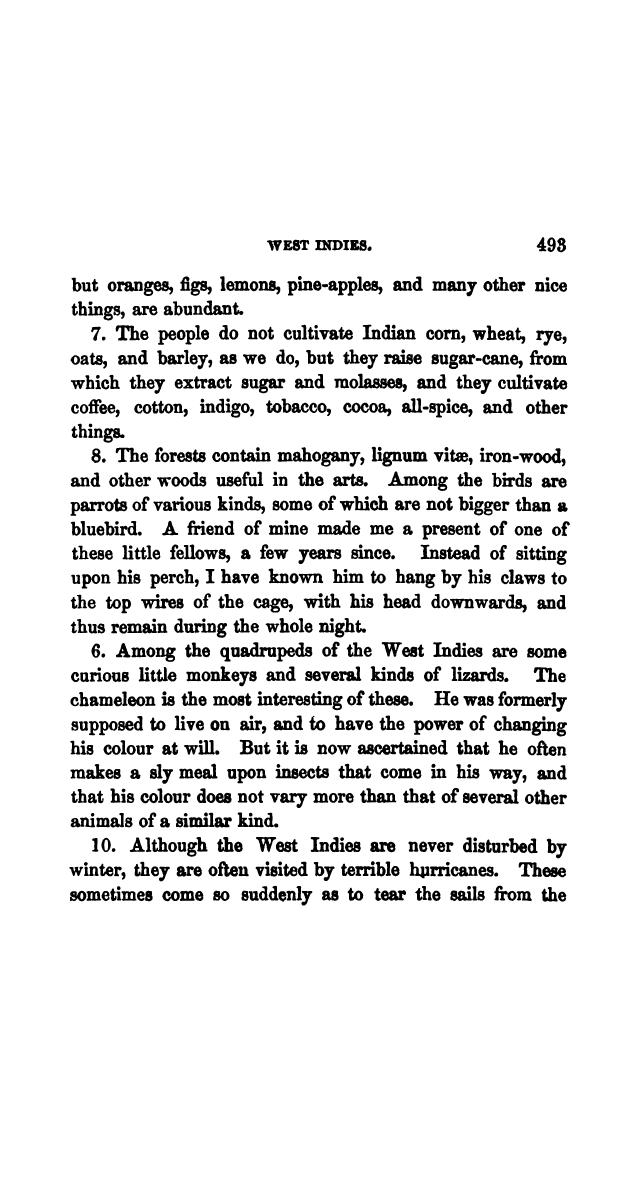 WEST INDIES. 493
but oranges, figs, lemons, pine-apples, and many other nice
things, are abundant.
7. The people do not cultivate Indian corn, wheat, rye,
oats, and barley, as we do, but they raise sugar-cane, from
which they extract sugar and molasses, and they cultivate
coffee, cotton, indigo, tobacco, cocoa, all-spice, and other
things.
8. The forests contain mahogany, lignum vitæ, iron-wood,
and other woods useful in the arts. Among the birds are
parrots of various kinds, some of which are not bigger than a
bluebird. A friend of mine made me a present of one of
these little fellows, a few years since. Instead of sitting
upon his perch, I have known him to hang by his claws to
the top wires of the cage, with his head downwards, and
thus remain during the whole night.
6. Among the quadrupeds of the West Indies are some
curious little monkeys and several kinds of lizards. The
chameleon is the most interesting of these. He was formerly
supposed to live on air, and to have the power of changing
his colour at will. But it is now ascertained that he often
makes a sly meal upon insects that come in his way, and
that his colour does not vary more than that of several other
animals of a similar kind.
10. Although the West Indies are never disturbed by
winter, they are often visited by terrible hurricanes. These
sometimes come so suddenly as to tear the sails from the